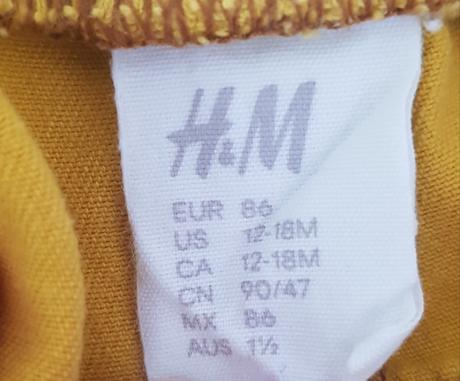 H&M
EUR 86
US 12-18M
CA 12-18M
CN 90/47
MX 86
AUS 1½